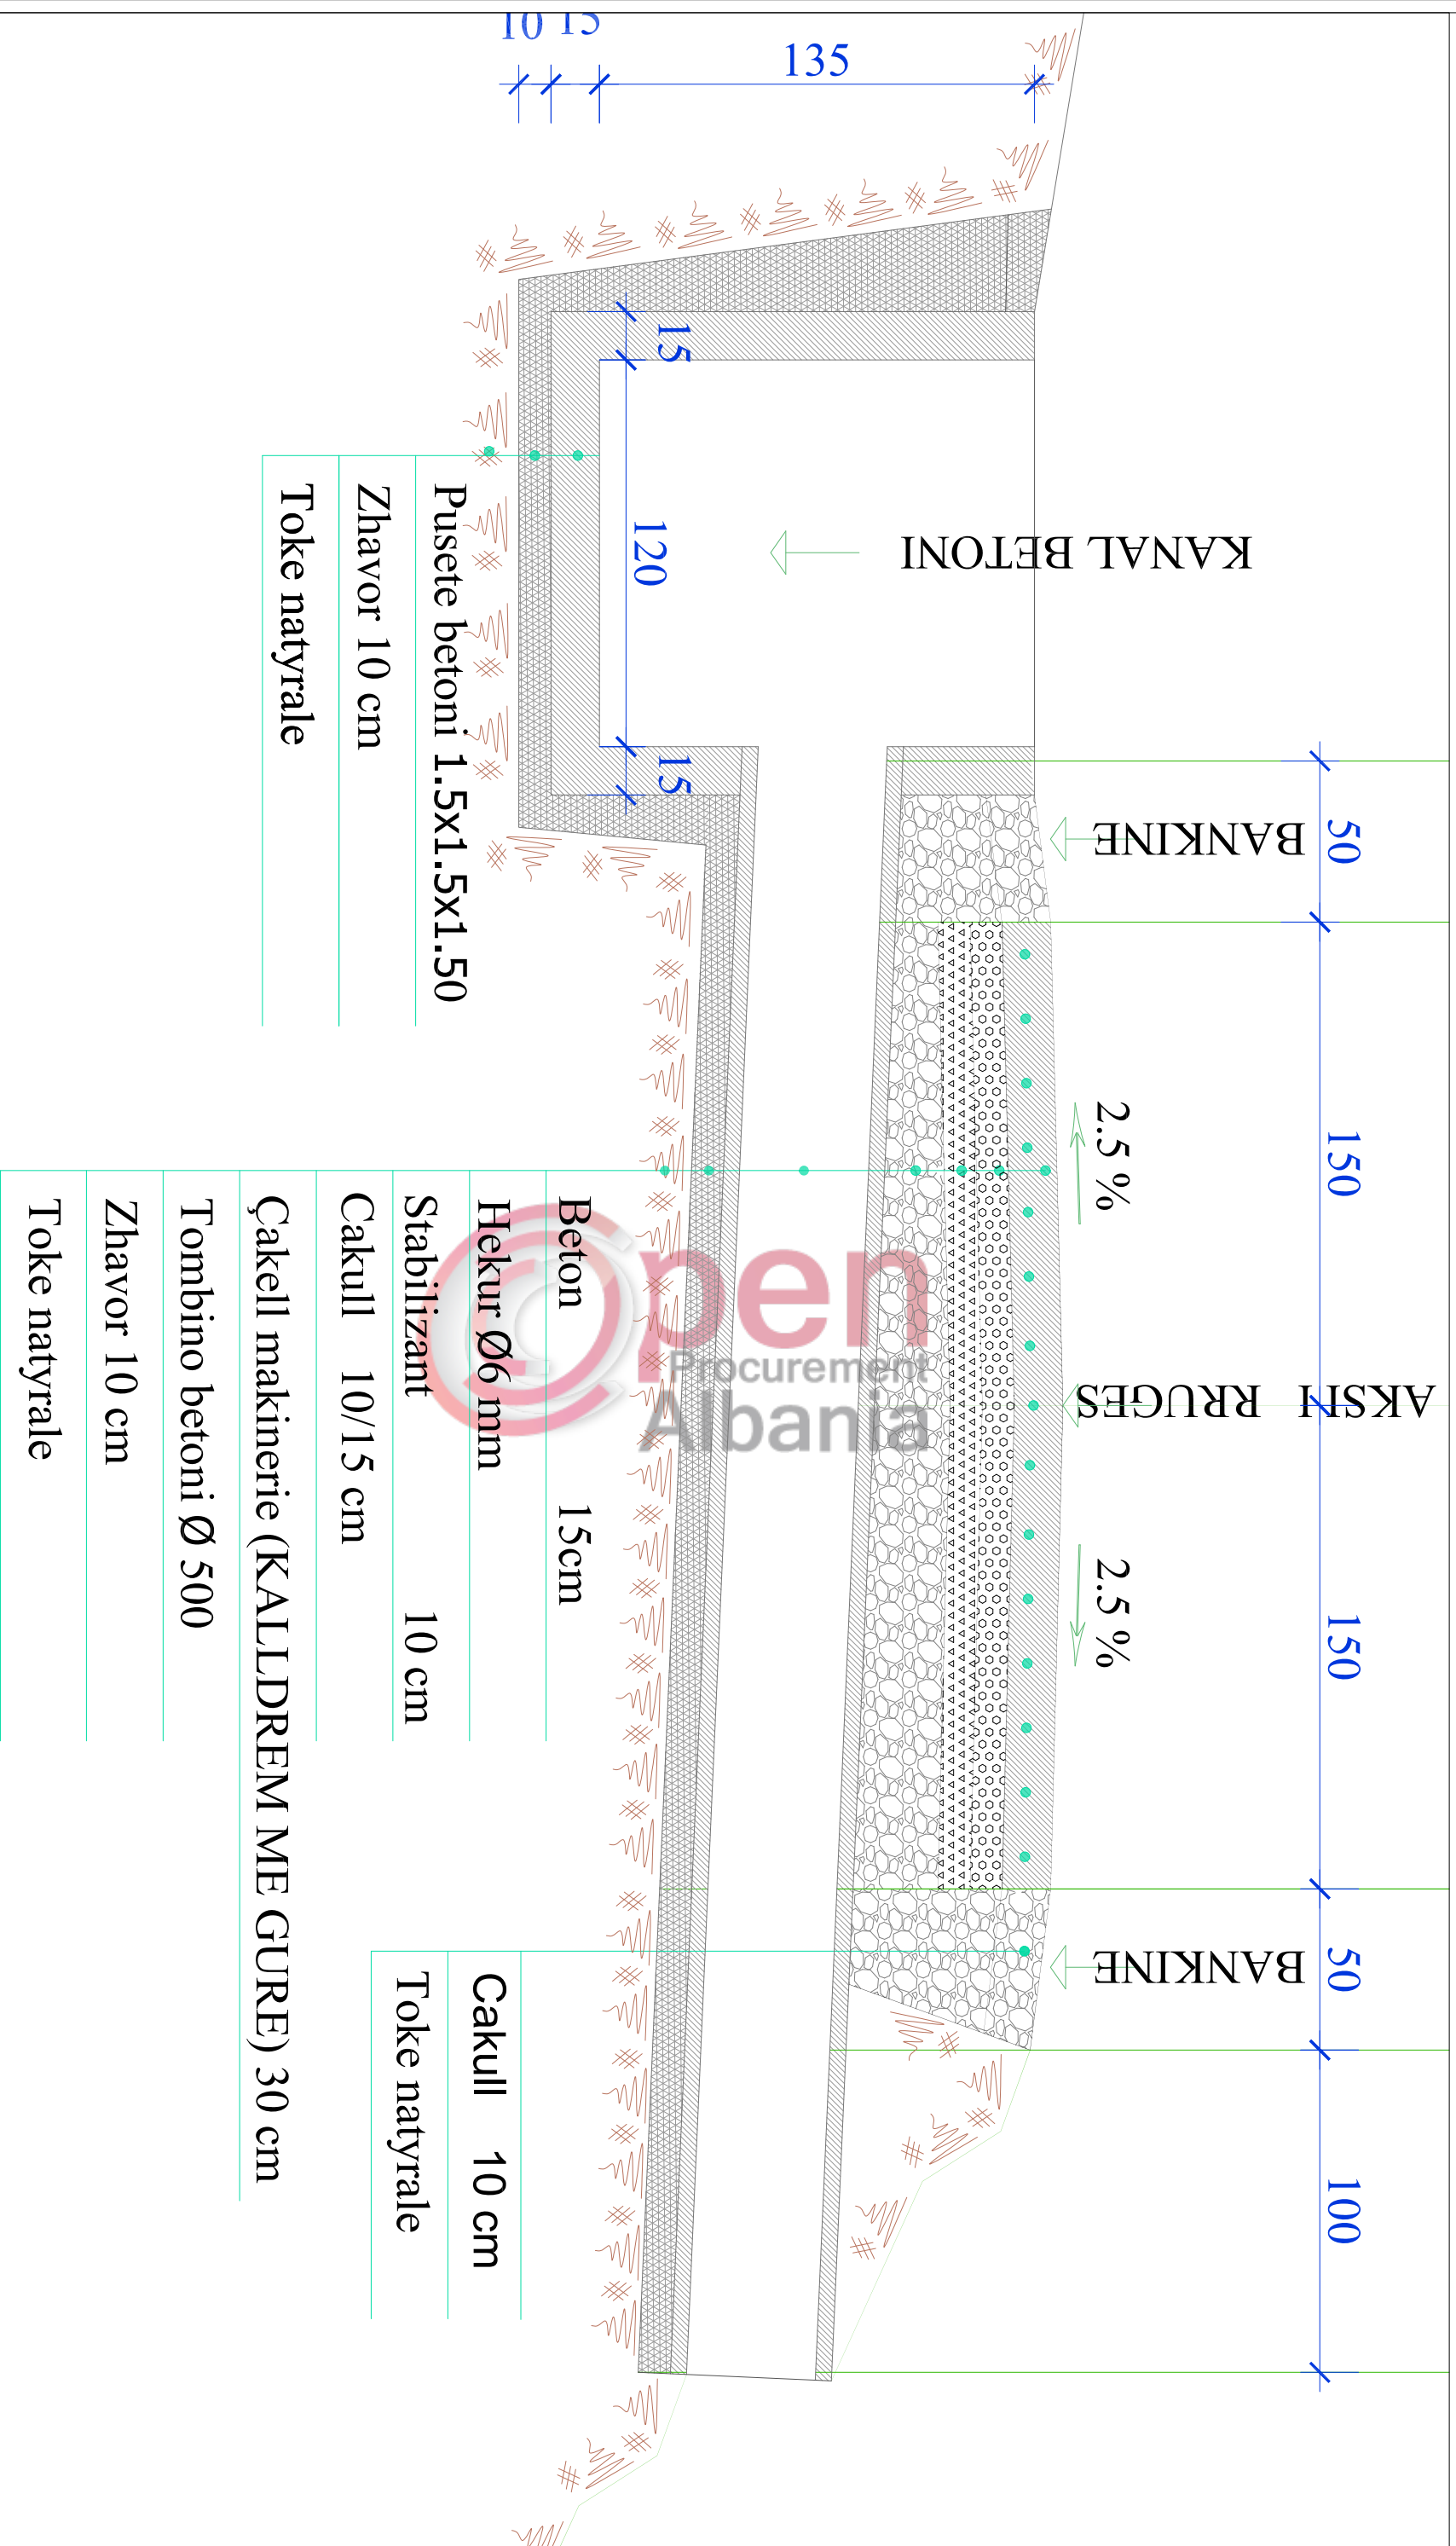 10 15
135
KANAL BETONI
15
120
15
Pusete betoni 1.5x1.5x1.50
Zhavor 10 cm
Toke natyrale
50
150
150
50
100
BANKINE
AKSH I RRUGES
BANKINE
2.5 %
2.5 %
Beton 15cm
Hekur Ø6 mm
Stabilizant 10 cm
Cakull 10/15 cm
Çakell makinerie (KALLDREM ME GURE) 30 cm
Tombino betoni Ø 500
Zhavor 10 cm
Toke natyrale
Cakull 10 cm
Toke natyrale
Open
Procurement
Albania